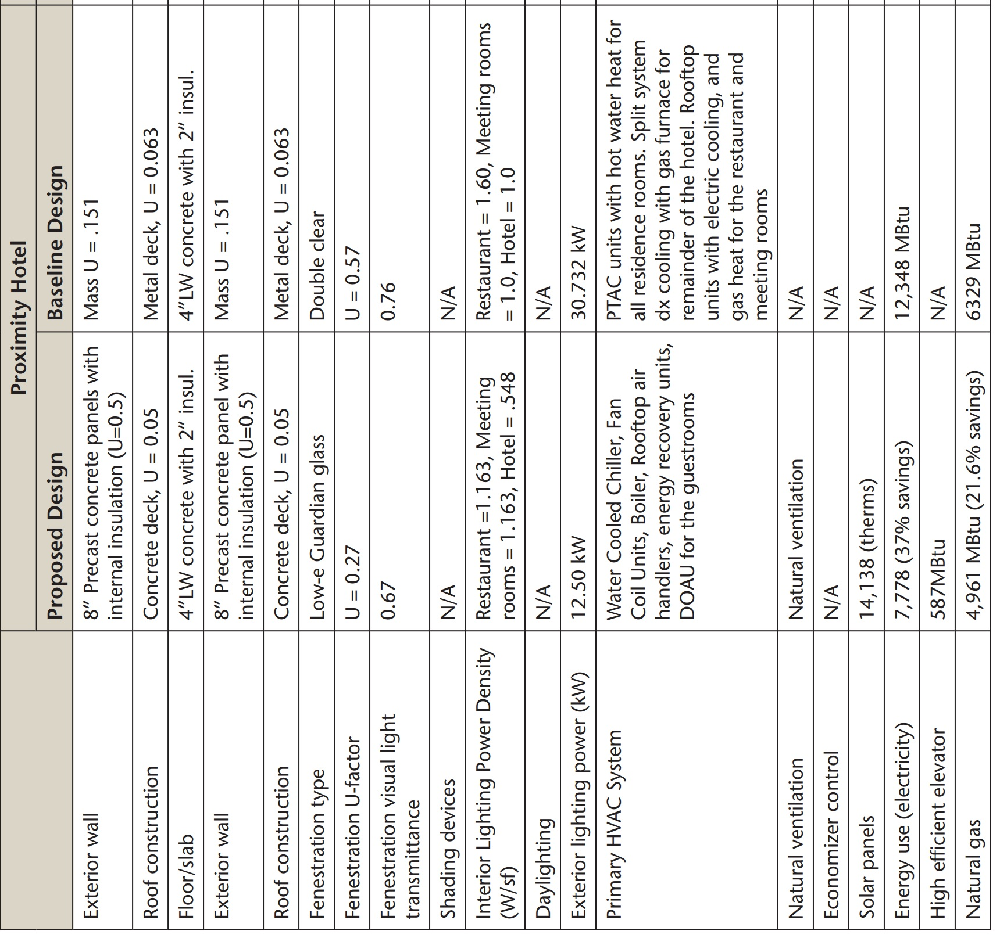 Proximity Hotel
Proposed Design
Baseline Design
Exterior wall
8" Precast concrete panels with
internal insulation (U=0.5)
Mass U = .151
Roof construction
Concrete deck, U = 0.05
Metal deck, U = 0.063
Floor/slab
4"LW concrete with 2" insul.
4"LW concrete with 2" insul.
Exterior wall
8" Precast concrete panel with
internal insulation (U=0.5)
Mass U = .151
Roof construction
Concrete deck, U = 0.05
Metal deck, U = 0.063
Fenestration type
Low-e Guardian glass
Double clear
Fenestration U-factor
U = 0.27
U = 0.57
Fenestration visual light
transmittance
0.67
0.76
Shading devices
N/A
N/A
Interior Lighting Power Density
(W/sf)
Restaurant =1.163, Meeting
rooms = 1.163, Hotel = .548
Restaurant = 1.60, Meeting rooms
= 1.0, Hotel = 1.0
Daylighting
N/A
N/A
Exterior lighting power (kW)
12.50 kW
30.732 kW
Primary HVAC System
Water Cooled Chiller, Fan
Coil Units, Boiler, Rooftop air
handlers, energy recovery units,
DOAU for the guestrooms
PTAC units with hot water heat for
all residence rooms. Split system
dx cooling with gas furnace for
remainder of the hotel. Rooftop
units with electric cooling, and
gas heat for the restaurant and
meeting rooms
Natural ventilation
Natural ventilation
N/A
Economizer control
N/A
N/A
Solar panels
14,138 (therms)
N/A
Energy use (electricity)
7,778 (37% savings)
12,348 MBtu
High efficient elevator
587MBtu
N/A
Natural gas
4,961 MBtu (21.6% savings)
6329 MBtu